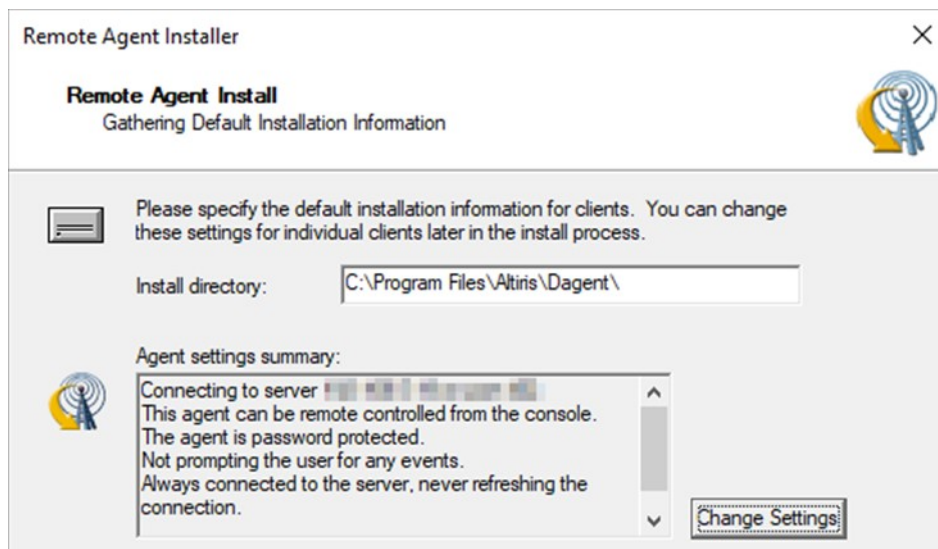 Remote Agent Installer
Remote Agent Install
Gathering Default Installation Information
Please specify the default installation information for clients. You can change
these settings for individual clients later in the install process.
Install directory:
C:\Program Files\Altiris\Dagent\
Agent settings summary:
Connecting to server
This agent can be remote controlled from the console.
The agent is password protected.
Not prompting the user for any events.
Always connected to the server, never refreshing the
connection.
Change Settings